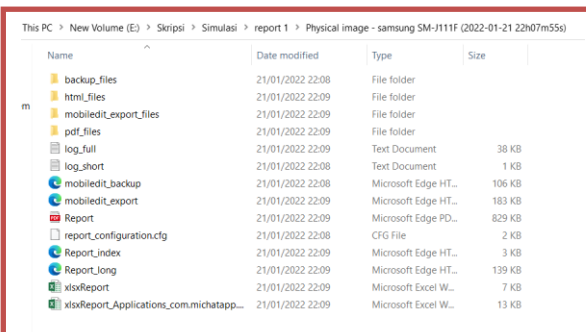 This PC > New Volume (E:) > Skripsi > Simulasi > report 1 > Physical image - samsung SM-J111F (2022-01-21 22h07m55s)
Name Date modified Type Size
backup_files 21/01/2022 22:08 File folder
html_files 21/01/2022 22:09 File folder
m mobiledit_export_files 21/01/2022 22:09 File folder
pdf_files 21/01/2022 22:09 File folder
log_full 21/01/2022 22:09 Text Document 38 KB
log_short 21/01/2022 22:08 Text Document 1 KB
mobiledit_backup 21/01/2022 22:08 Microsoft Edge HT... 106 KB
mobiledit_export 21/01/2022 22:09 Microsoft Edge HT... 183 KB
PDF Report 21/01/2022 22:09 Microsoft Edge PD... 829 KB
report_configuration.cfg 21/01/2022 22:08 CFG File 2 KB
Report_index 21/01/2022 22:09 Microsoft Edge HT... 3 KB
Report_long 21/01/2022 22:09 Microsoft Edge HT... 139 KB
xlsxReport 21/01/2022 22:09 Microsoft Excel W... 7 KB
xlsxReport_Applications_com.michatapp.... 21/01/2022 22:09 Microsoft Excel W... 13 KB